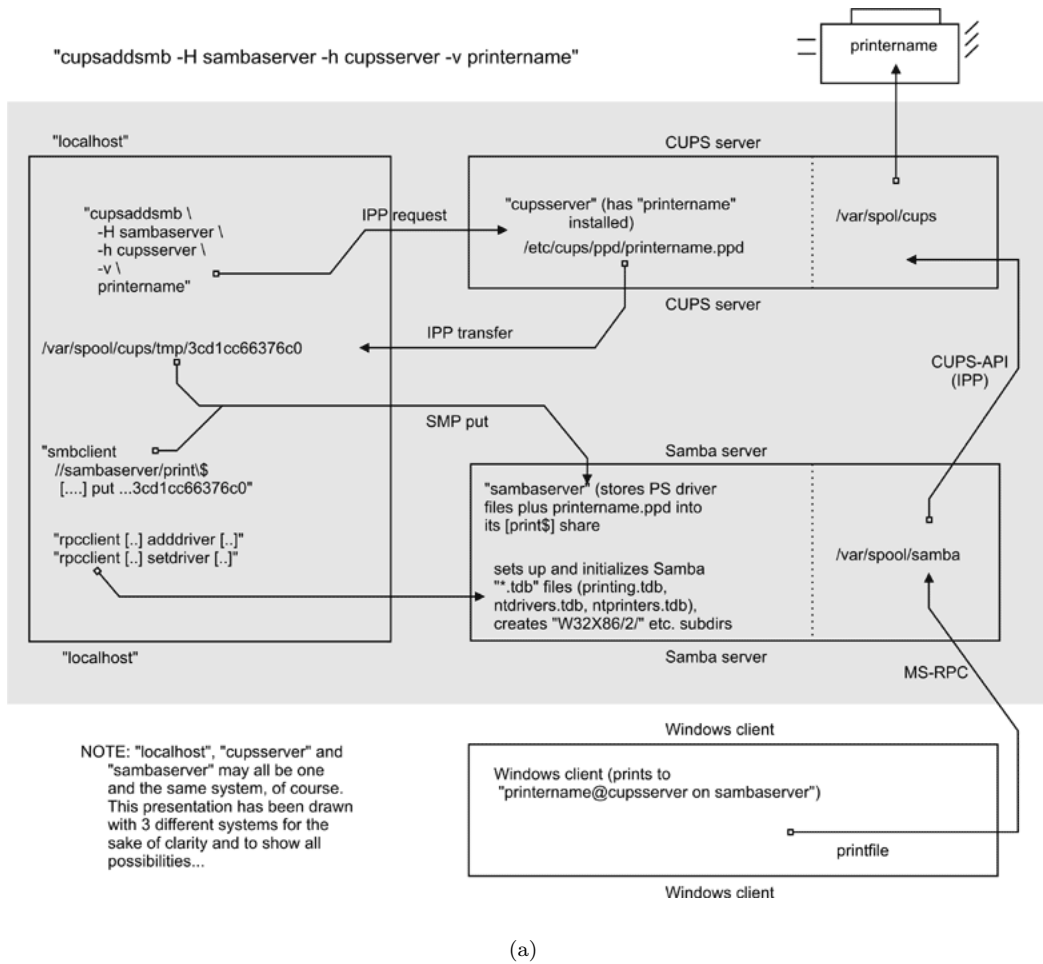 printername
"cupsaddsmb -H sambaserver -h cupsserver -v printername"
"localhost"
CUPS server
"cupsaddsmb \
-H sambaserver \
-h cupsserver \
-v \
printername"
IPP request
"cupsserver" (has "printername"
installed)
/etc/cups/ppd/printername.ppd
/var/spol/cups
CUPS server
IPP transfer
/var/spool/cups/tmp/3cd1cc66376c0
CUPS-API
(IPP)
SMP put
"smbclient
//sambaserver/print\$
[....] put ...3cd1cc66376c0"
Samba server
"sambaserver" (stores PS driver
files plus printername.ppd into
its [print$] share
"rpcclient [..] adddriver [..]"
"rpcclient [..] setdriver [..]"
/var/spool/samba
sets up and initializes Samba
"*.tdb" files (printing.tdb,
ntdrivers.tdb, ntprinters.tdb),
creates "W32X86/2/" etc. subdirs
"localhost"
Samba server
MS-RPC
Windows client
NOTE: "localhost", "cupsserver" and
"sambaserver" may all be one
and the same system, of course.
This presentation has been drawn
with 3 different systems for the
sake of clarity and to show all
possibilities...
Windows client (prints to
"printername@cupsserver on sambaserver")
printfile
Windows client
(a)